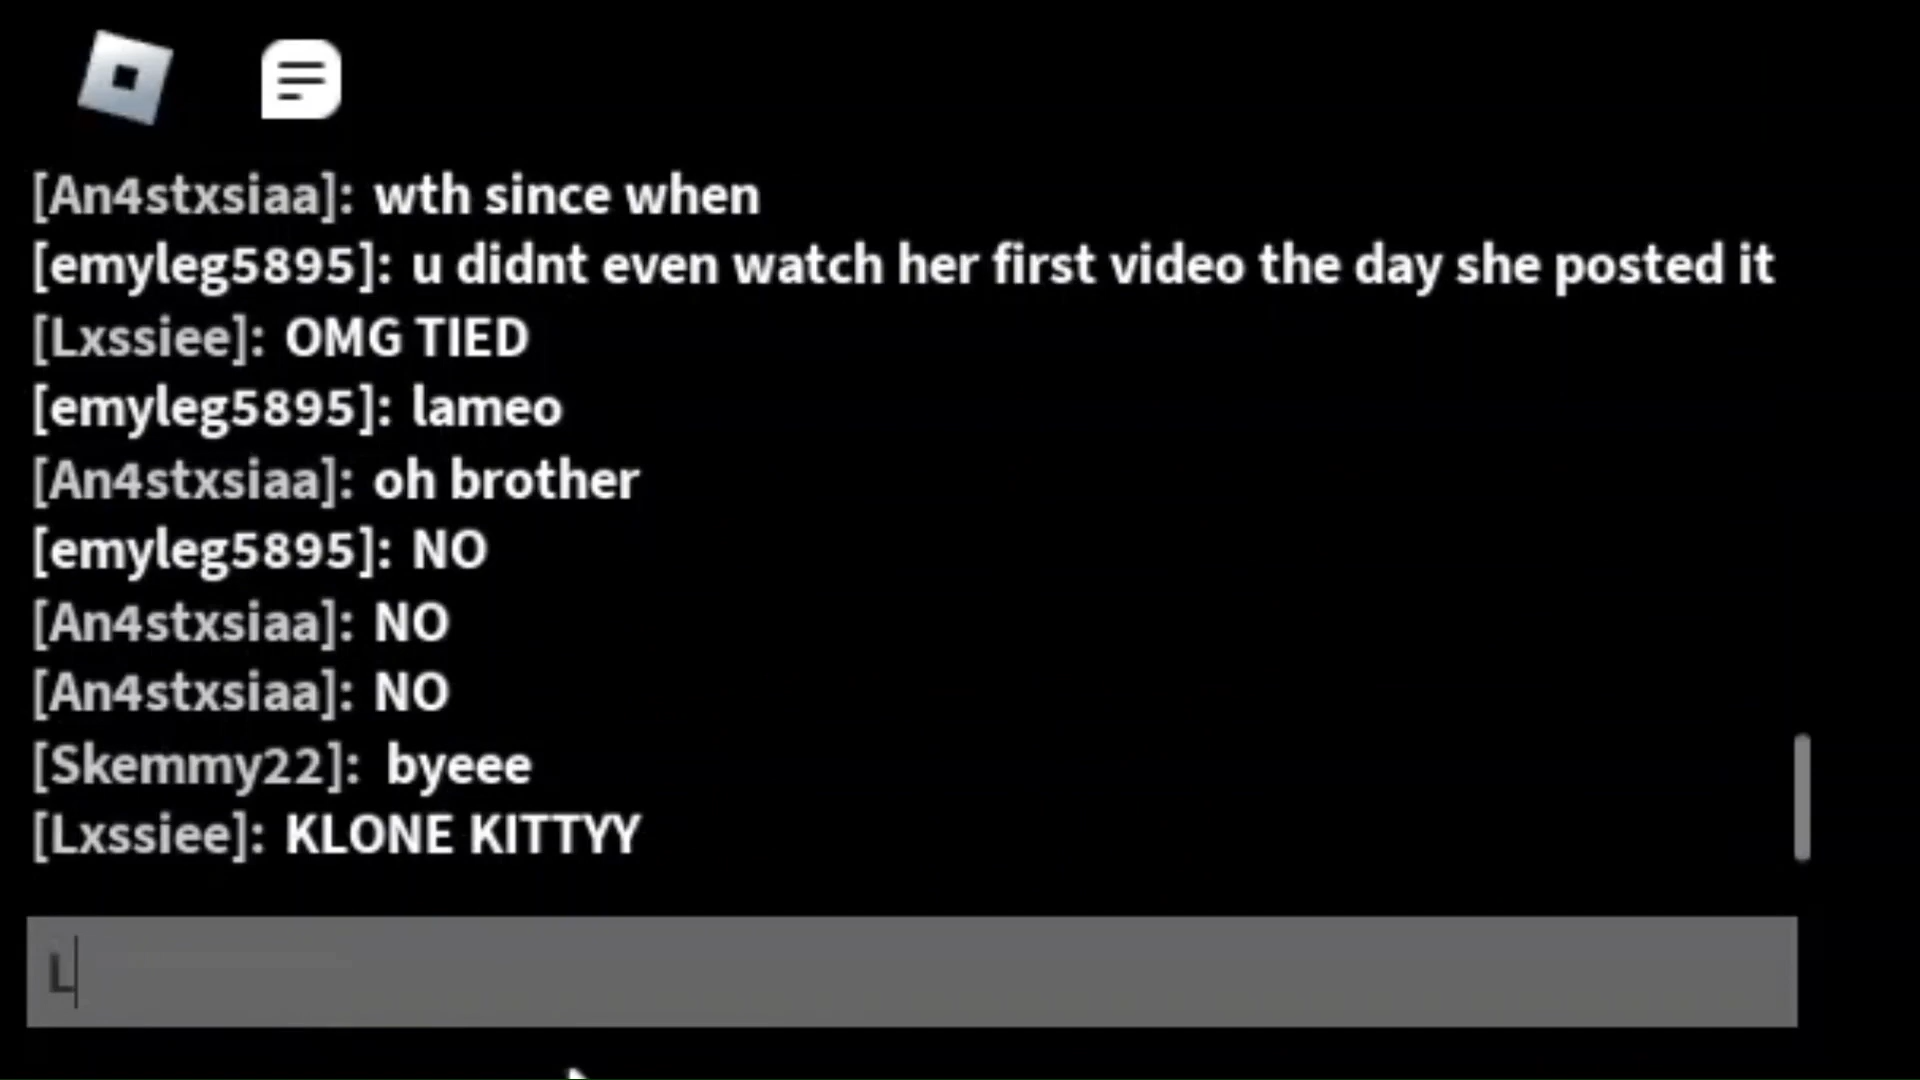 [An4stxsiaa]: wth since when
[emyleg5895]: u didnt even watch her first video the day she posted it
[Lxssiee]: OMG TIED
[emyleg5895]: lameo
[An4stxsiaa]: oh brother
[emyleg5895]: NO
[An4stxsiaa]: NO
[An4stxsiaa]: NO
[Skemmy22]: byeee
[Lxssiee]: KLONE KITTYY
L